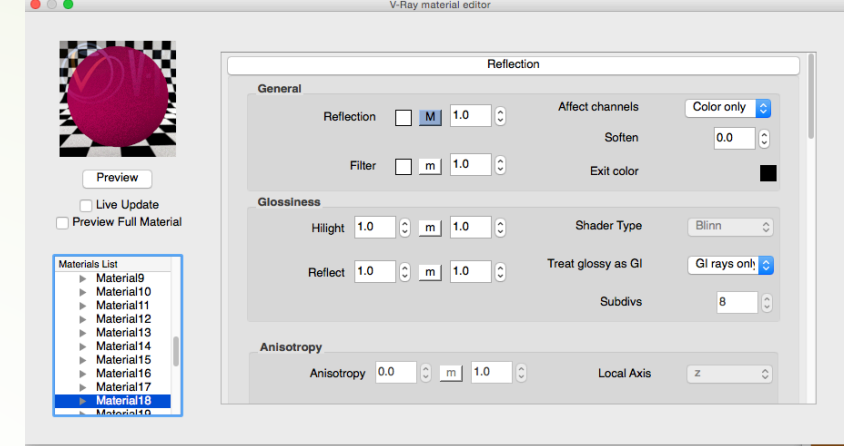 V-Ray material editor
Reflection
General
Reflection M 1.0 Affect channels Color only
Soften 0.0
Filter m 1.0 Exit color
Preview
Live Update
Preview Full Material
Glossiness
Hilight 1.0 m 1.0 Shader Type Blinn
Reflect 1.0 m 1.0 Treat glossy as GI GI rays only
Subdivs 8
Materials List
Material9
Material10
Material11
Material12
Material13
Material14
Material15
Material16
Material17
Material18
Material19
Anisotropy
Anisotropy 0.0 m 1.0 Local Axis z